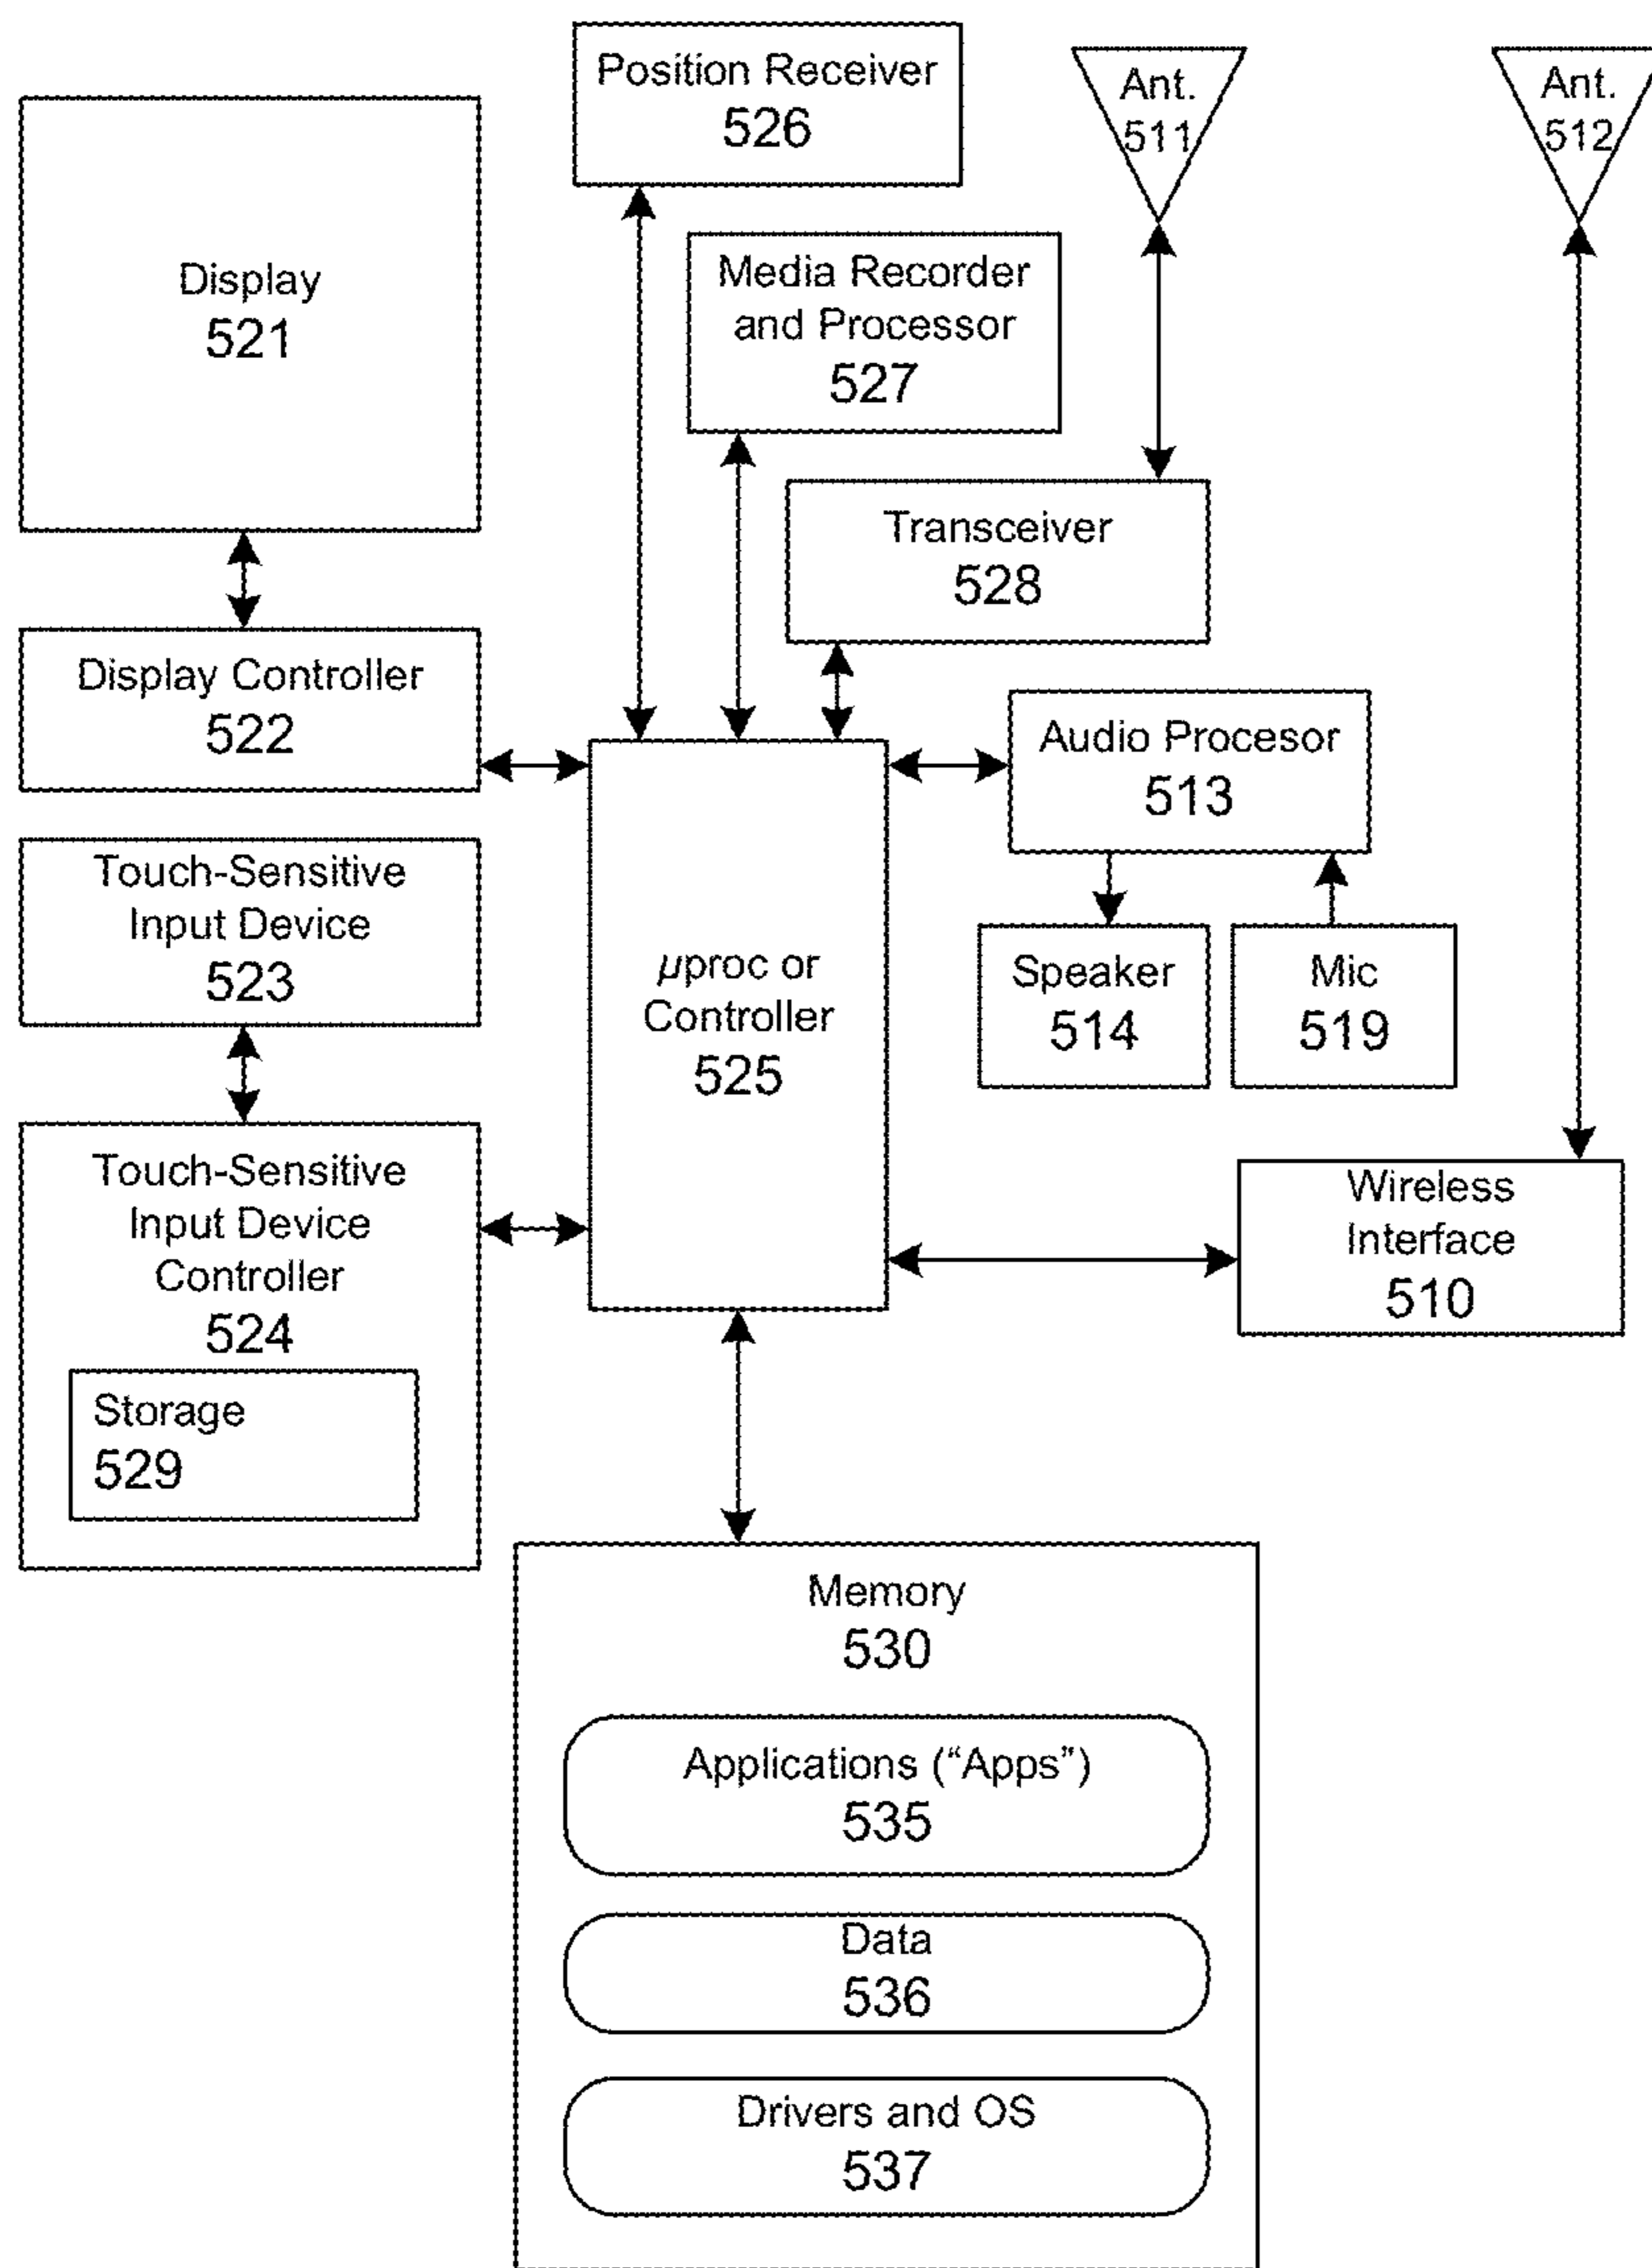 Position Receiver
526
Ant.
511
Ant.
512
Display
521
Media Recorder
and Processor
527
Transceiver
528
Display Controller
522
Audio Procesor
513
Touch-Sensitive
Input Device
523
µproc or
Controller
525
Speaker
514
Mic
519
Touch-Sensitive
Input Device
Controller
524
Storage
529
Wireless
Interface
510
Memory
530
Applications (“Apps”)
535
Data
536
Drivers and OS
537